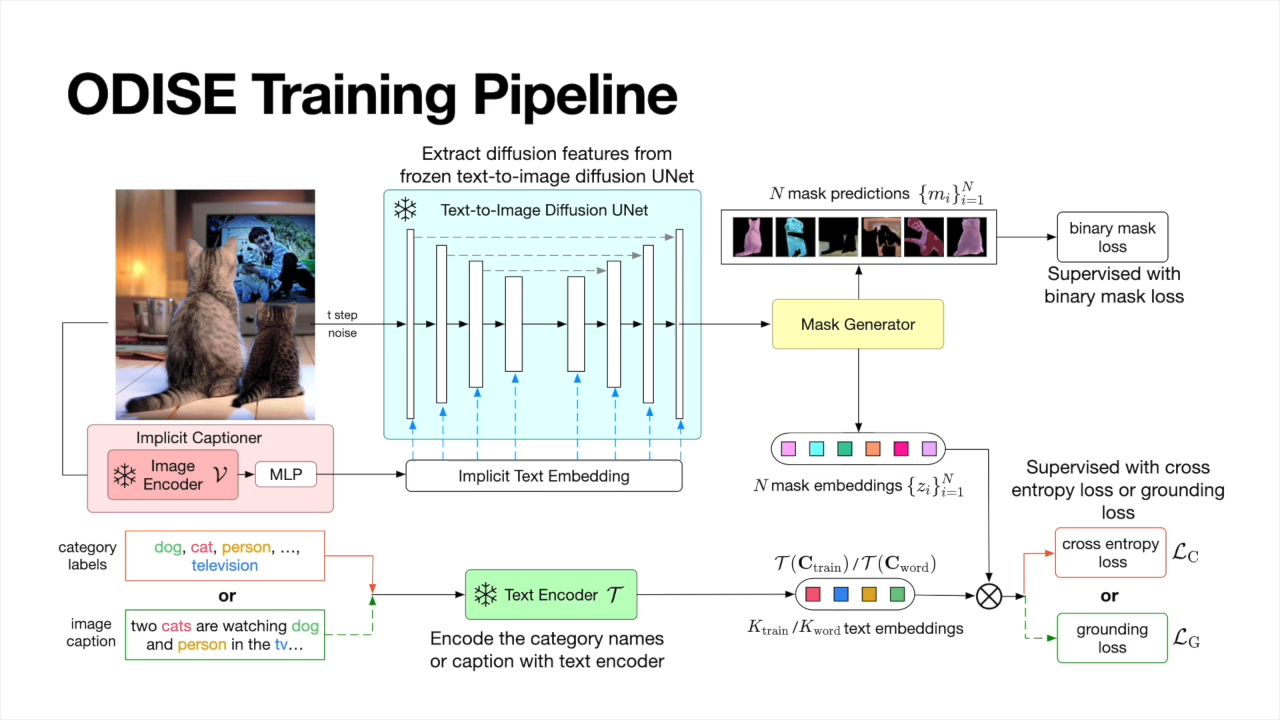 ODISE Training Pipeline
Extract diffusion features from
frozen text-to-image diffusion UNet
Text-to-Image Diffusion UNet
t step
noise
N mask predictions {m_i}_{i=1}^N
binary mask
loss
Supervised with
binary mask loss
Mask Generator
Implicit Captioner
Image
Encoder 𝒱
MLP
Implicit Text Embedding
N mask embeddings {z_i}_{i=1}^N
Supervised with cross
entropy loss or grounding
loss
category
labels
dog, cat, person, ...,
television
or
image
caption
two cats are watching dog
and person in the tv...
Text Encoder 𝒯
Encode the category names
or caption with text encoder
𝒯(C_train)/𝒯(C_word)
K_train/K_word text embeddings
cross entropy
loss
ℒ_C
or
grounding
loss
ℒ_G